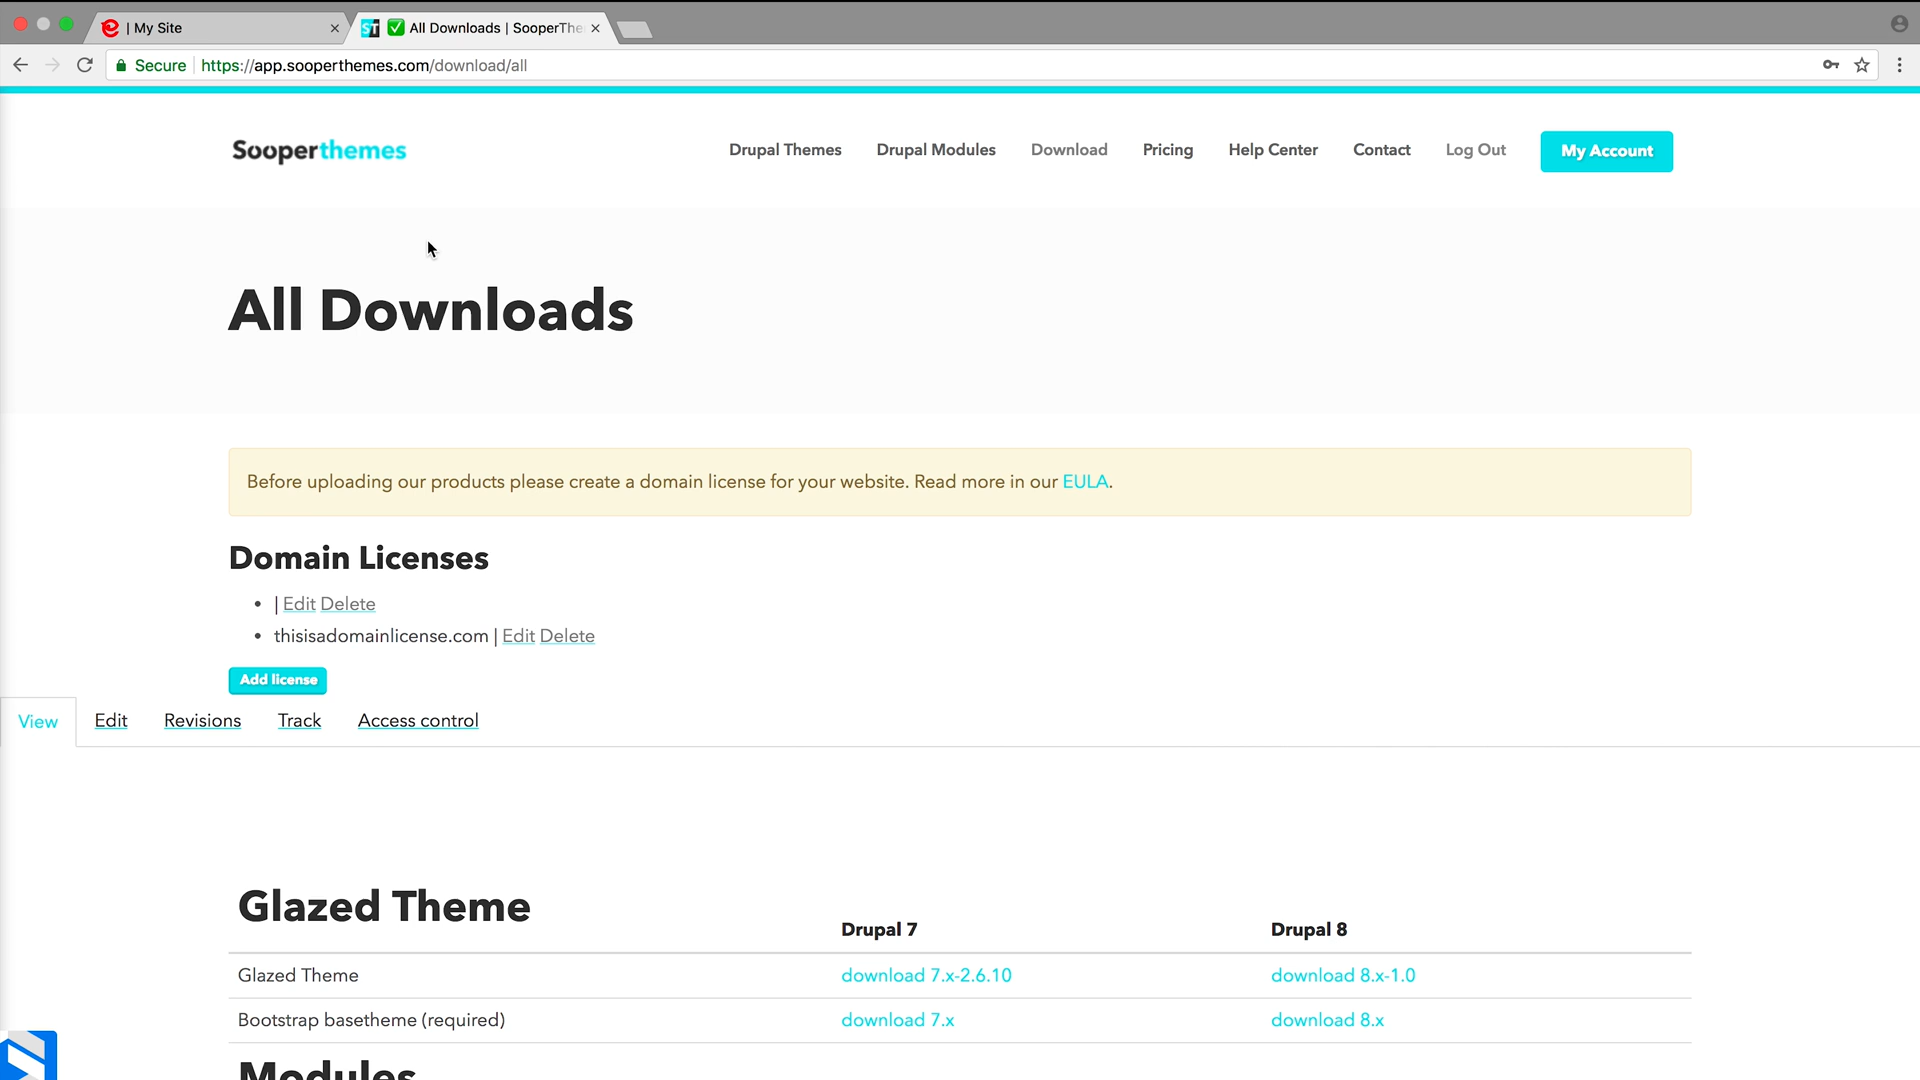 | My Site
All Downloads | SooperThe
Secure
https://app.sooperthemes.com/download/all
Sooperthemes
Drupal Themes
Drupal Modules
Download
Pricing
Help Center
Contact
Log Out
My Account
All Downloads
Before uploading our products please create a domain license for your website. Read more in our EULA.
Domain Licenses
| Edit Delete
thisisadomainlicense.com | Edit Delete
Add license
View
Edit
Revisions
Track
Access control
Glazed Theme
Drupal 7
Drupal 8
Glazed Theme
download 7.x-2.6.10
download 8.x-1.0
Bootstrap basetheme (required)
download 7.x
download 8.x
Modules